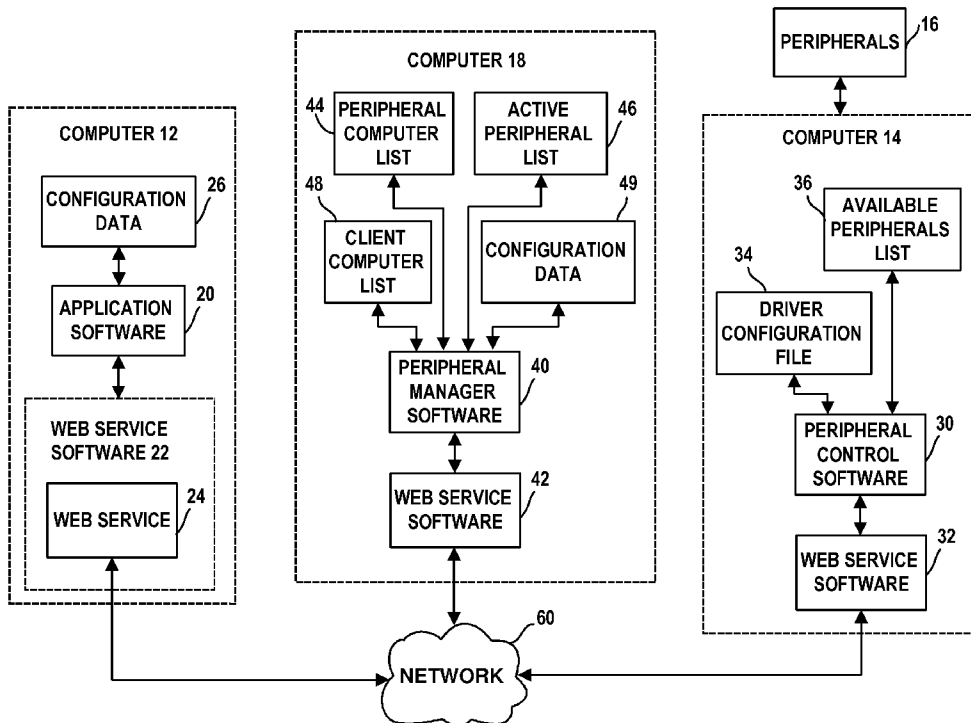 COMPUTER 12
26
CONFIGURATION
DATA
20
APPLICATION
SOFTWARE
WEB SERVICE
SOFTWARE 22
24
WEB SERVICE
COMPUTER 18
44
PERIPHERAL
COMPUTER
LIST
46
ACTIVE
PERIPHERAL LIST
48
CLIENT
COMPUTER
LIST
49
CONFIGURATION
DATA
PERIPHERAL
MANAGER
SOFTWARE
40
WEB SERVICE
SOFTWARE
42
60
NETWORK
PERIPHERALS
16
COMPUTER 14
36
AVAILABLE
PERIPHERALS
LIST
34
DRIVER
CONFIGURATION
FILE
PERIPHERAL
CONTROL
SOFTWARE
30
32
WEB SERVICE
SOFTWARE